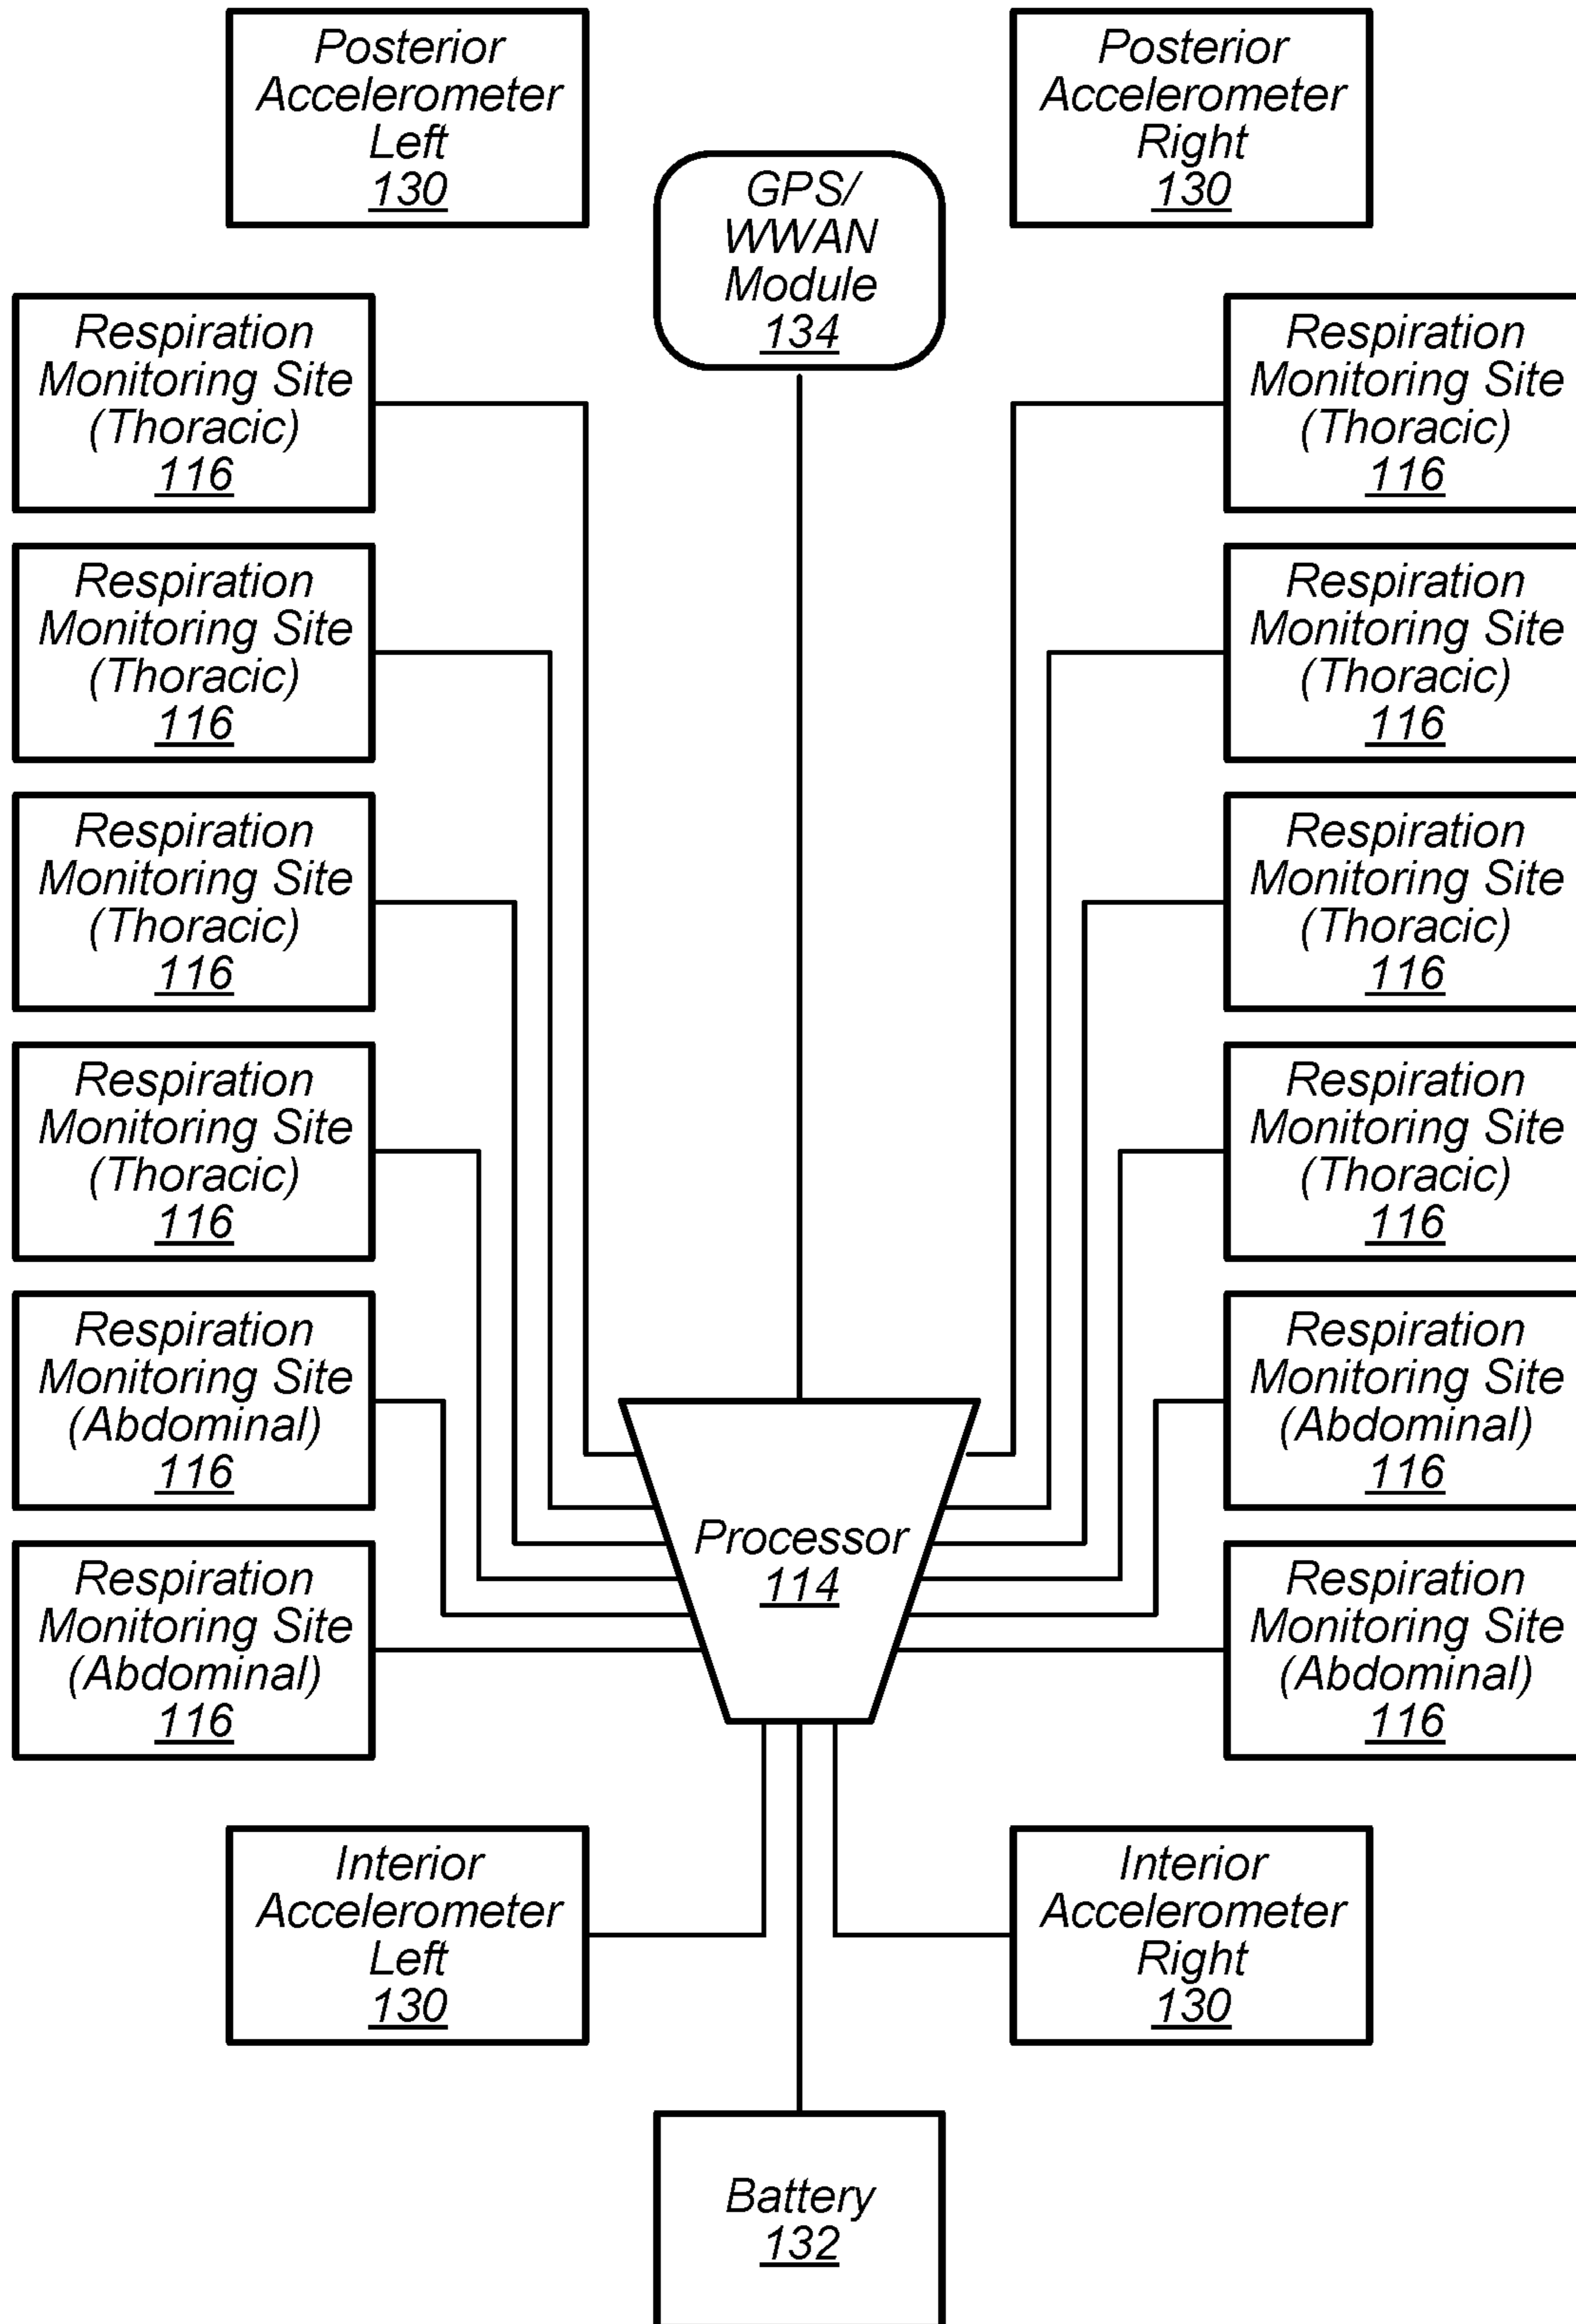 Posterior
Accelerometer
Left
130
Posterior
Accelerometer
Right
130
GPS/
WWAN
Module
134
Respiration
Monitoring Site
(Thoracic)
116
Respiration
Monitoring Site
(Thoracic)
116
Respiration
Monitoring Site
(Thoracic)
116
Respiration
Monitoring Site
(Thoracic)
116
Respiration
Monitoring Site
(Thoracic)
116
Respiration
Monitoring Site
(Thoracic)
116
Respiration
Monitoring Site
(Thoracic)
116
Respiration
Monitoring Site
(Thoracic)
116
Respiration
Monitoring Site
(Abdominal)
116
Respiration
Monitoring Site
(Abdominal)
116
Processor
114
Respiration
Monitoring Site
(Abdominal)
116
Respiration
Monitoring Site
(Abdominal)
116
Interior
Accelerometer
Left
130
Interior
Accelerometer
Right
130
Battery
132